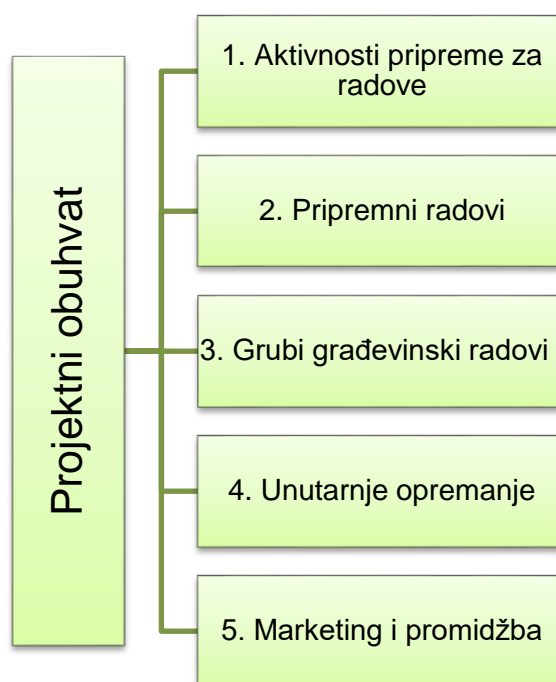 Projektni obuhvat
1. Aktivnosti pripreme za
radove
2. Pripremni radovi
3. Grubi građevinski radovi
4. Unutarnje opremanje
5. Marketing i promidžba